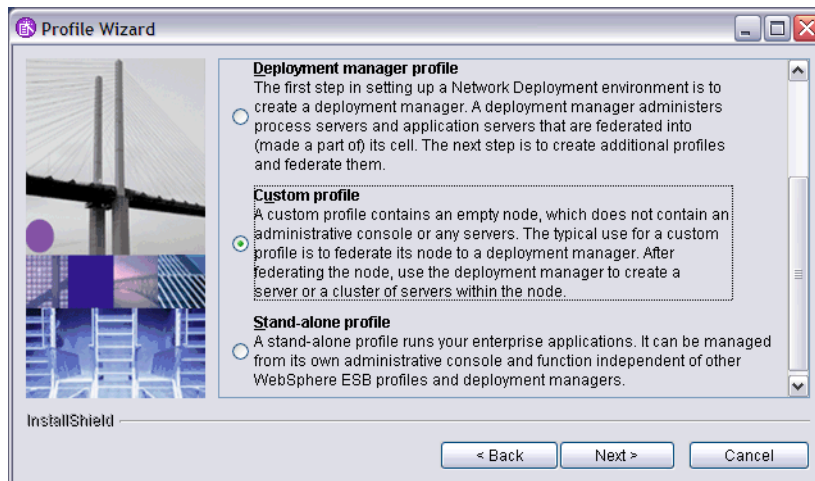 Profile Wizard
Deployment manager profile
The first step in setting up a Network Deployment environment is to
create a deployment manager. A deployment manager administers
process servers and application servers that are federated into
(made a part of) its cell. The next step is to create additional profiles
and federate them.
Custom profile
A custom profile contains an empty node, which does not contain an
administrative console or any servers. The typical use for a custom
profile is to federate its node to a deployment manager. After
federating the node, use the deployment manager to create a
server or a cluster of servers within the node.
Stand-alone profile
A stand-alone profile runs your enterprise applications. It can be managed
from its own administrative console and function independent of other
WebSphere ESB profiles and deployment managers.
InstallShield
< Back
Next >
Cancel